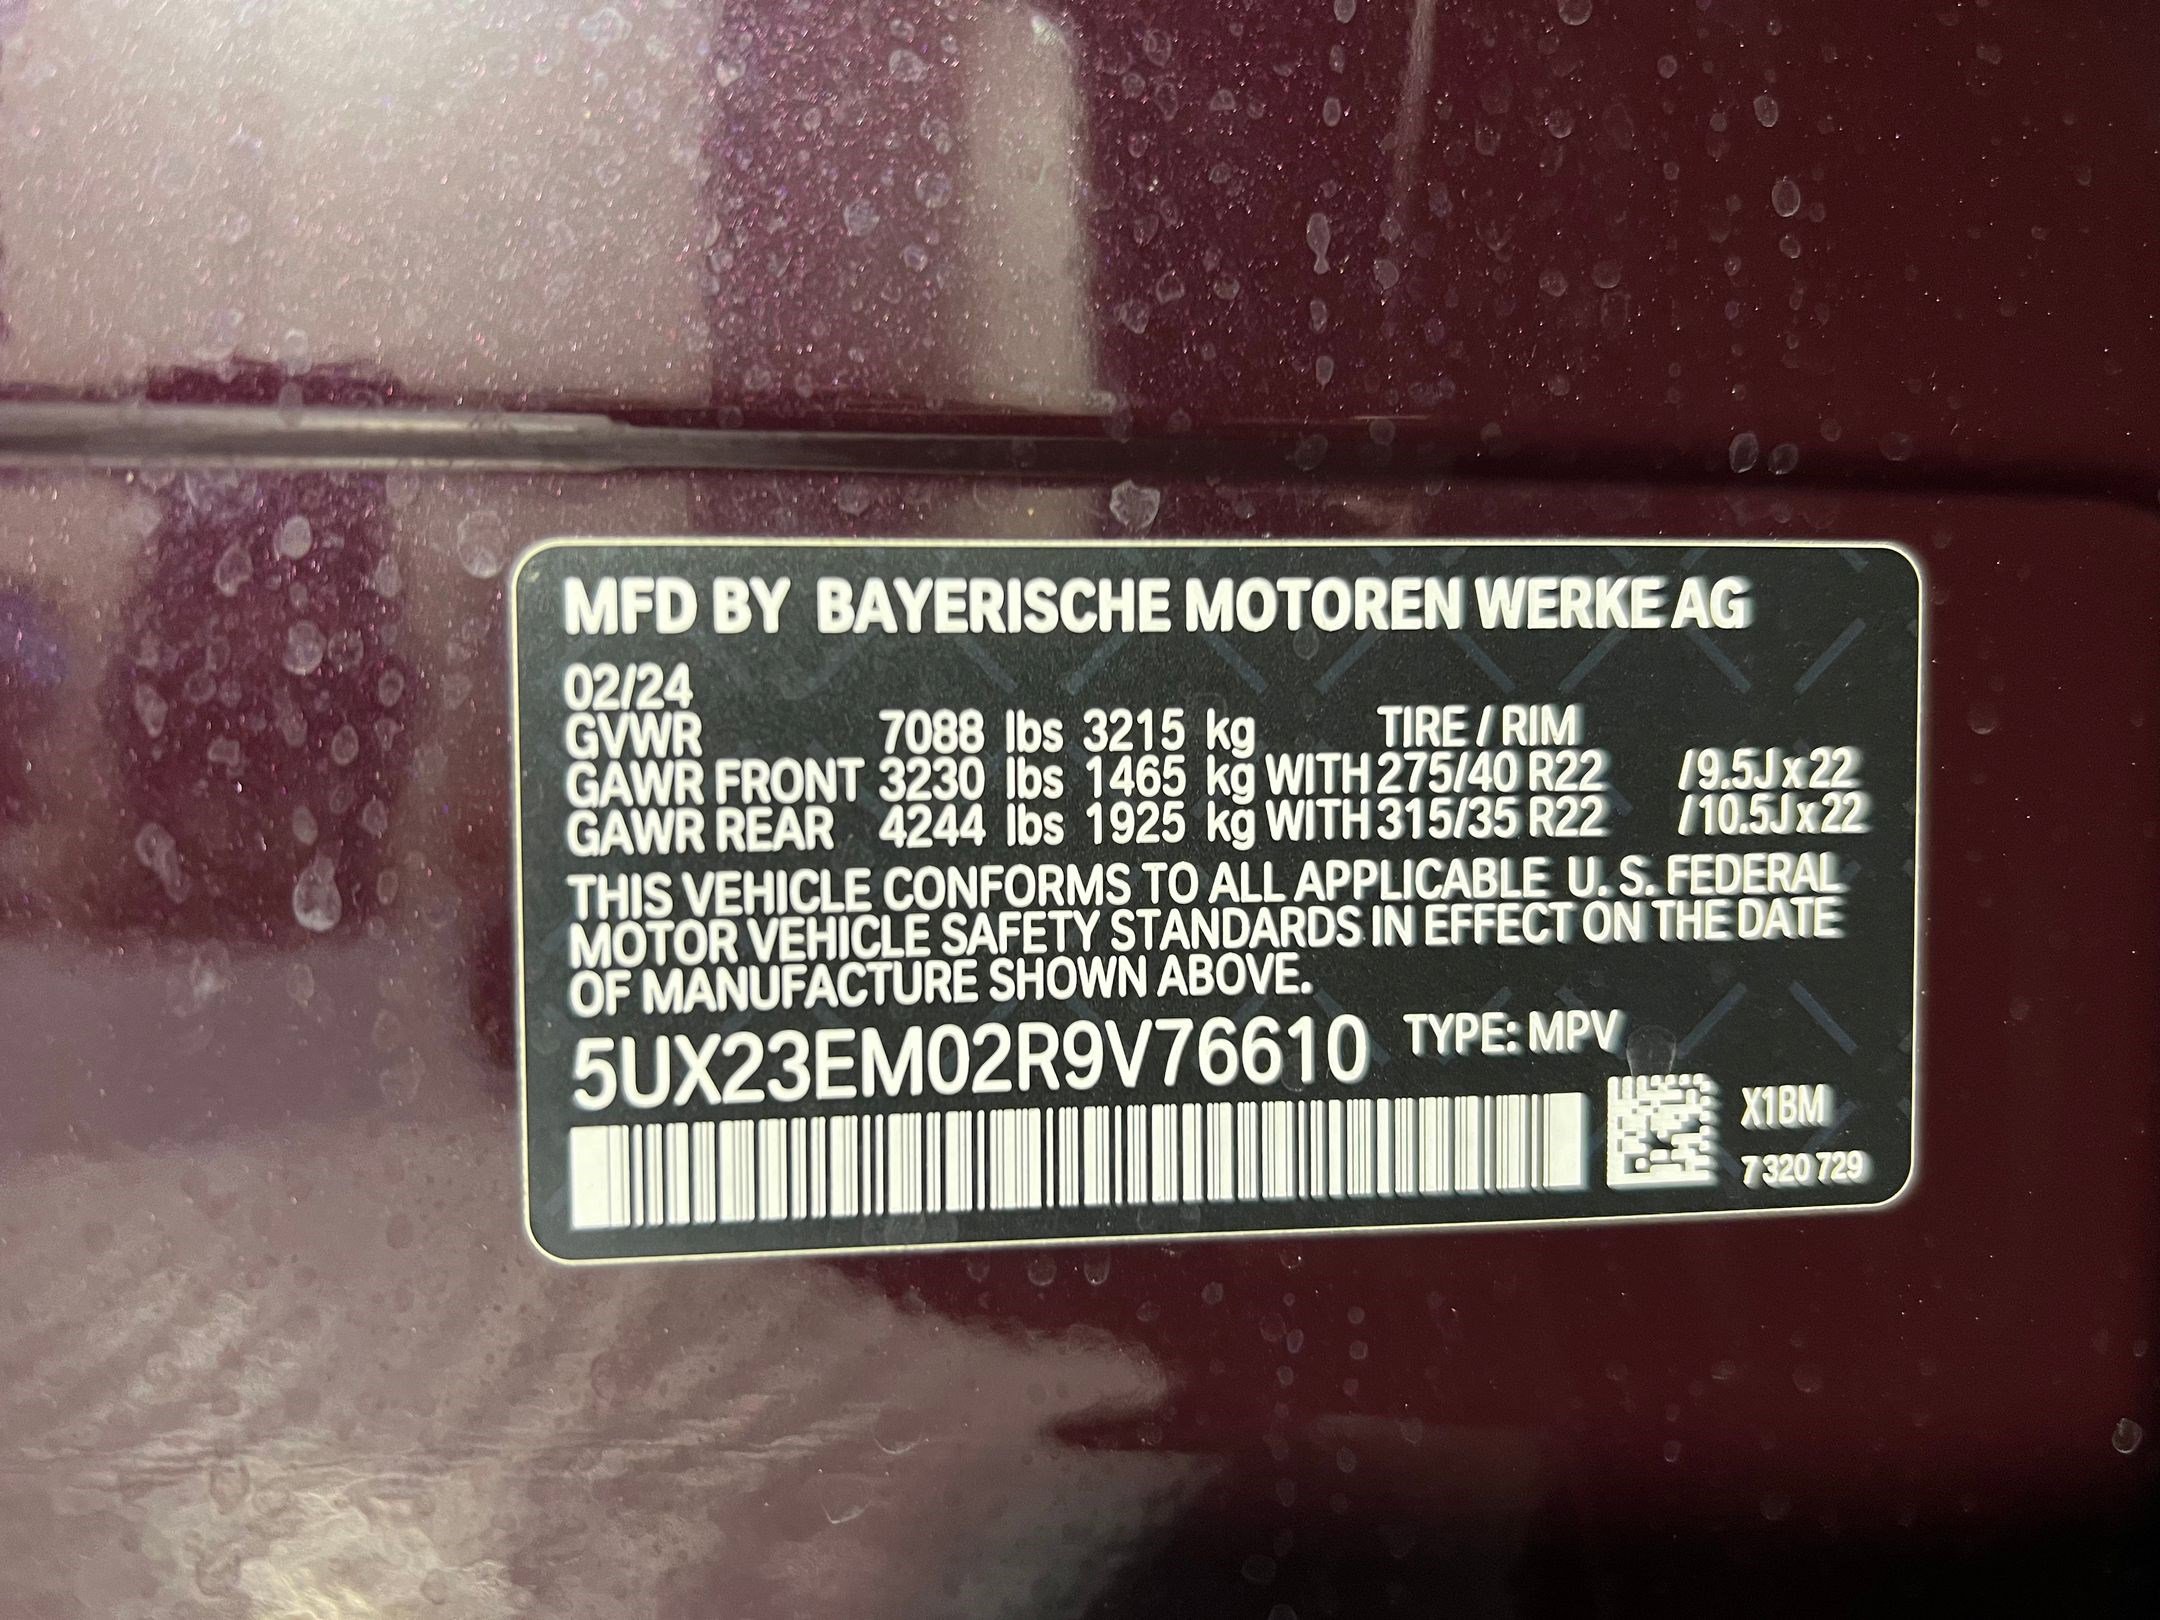 MFD BY BAYERISCHE MOTOREN WERKE AG
02/24
GVWR 7088 lbs 3215 kg TIRE / RIM
GAWR FRONT 3230 lbs 1465 kg WITH 275/40 R22 / 9.5J x 22
GAWR REAR 4244 lbs 1925 kg WITH 315/35 R22 / 10.5J x 22
THIS VEHICLE CONFORMS TO ALL APPLICABLE U. S. FEDERAL
MOTOR VEHICLE SAFETY STANDARDS IN EFFECT ON THE DATE
OF MANUFACTURE SHOWN ABOVE.
5UX23EM02R9V76610 TYPE: MPV
X1BM
7 320 729